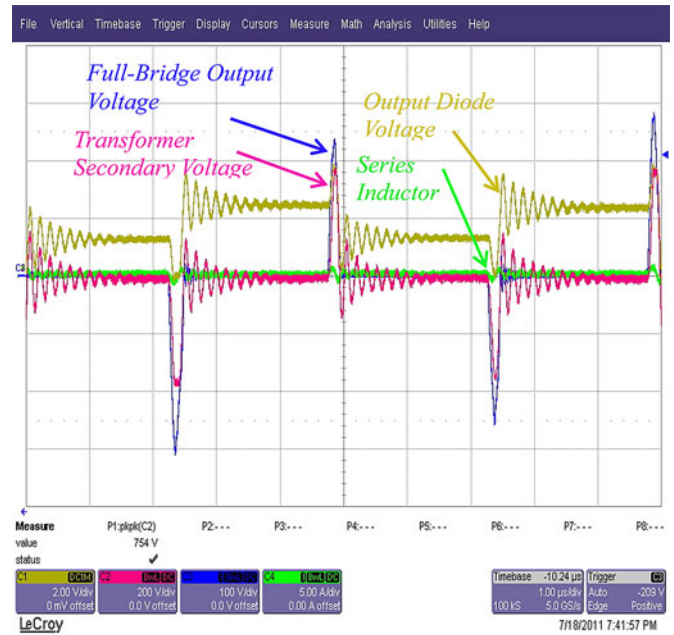 File Vertical Timebase Trigger Display Cursors Measure Math Analysis Utilities Help
Full-Bridge Output
Voltage
Transformer
Secondary Voltage
Output Diode
Voltage
Series
Inductor
C3
Measure P1:pkpk(C2) P2:--- P3:--- P4:--- P5:--- P6:--- P7:--- P8:---
value 754 V
status ✓
C1 DC1M C2 BwL DC DC C4 DC
2.00 V/div 200 V/div 100 V/div 5.00 A/div
0 mV offset 0.0 V offset 0.0 V offset 0.00 A offset
Timebase -10.24 µs Trigger C3
1.00 µs/div Auto -209 V
100 kS 5.0 GS/s Edge Positive
LeCroy 7/18/2011 7:41:57 PM